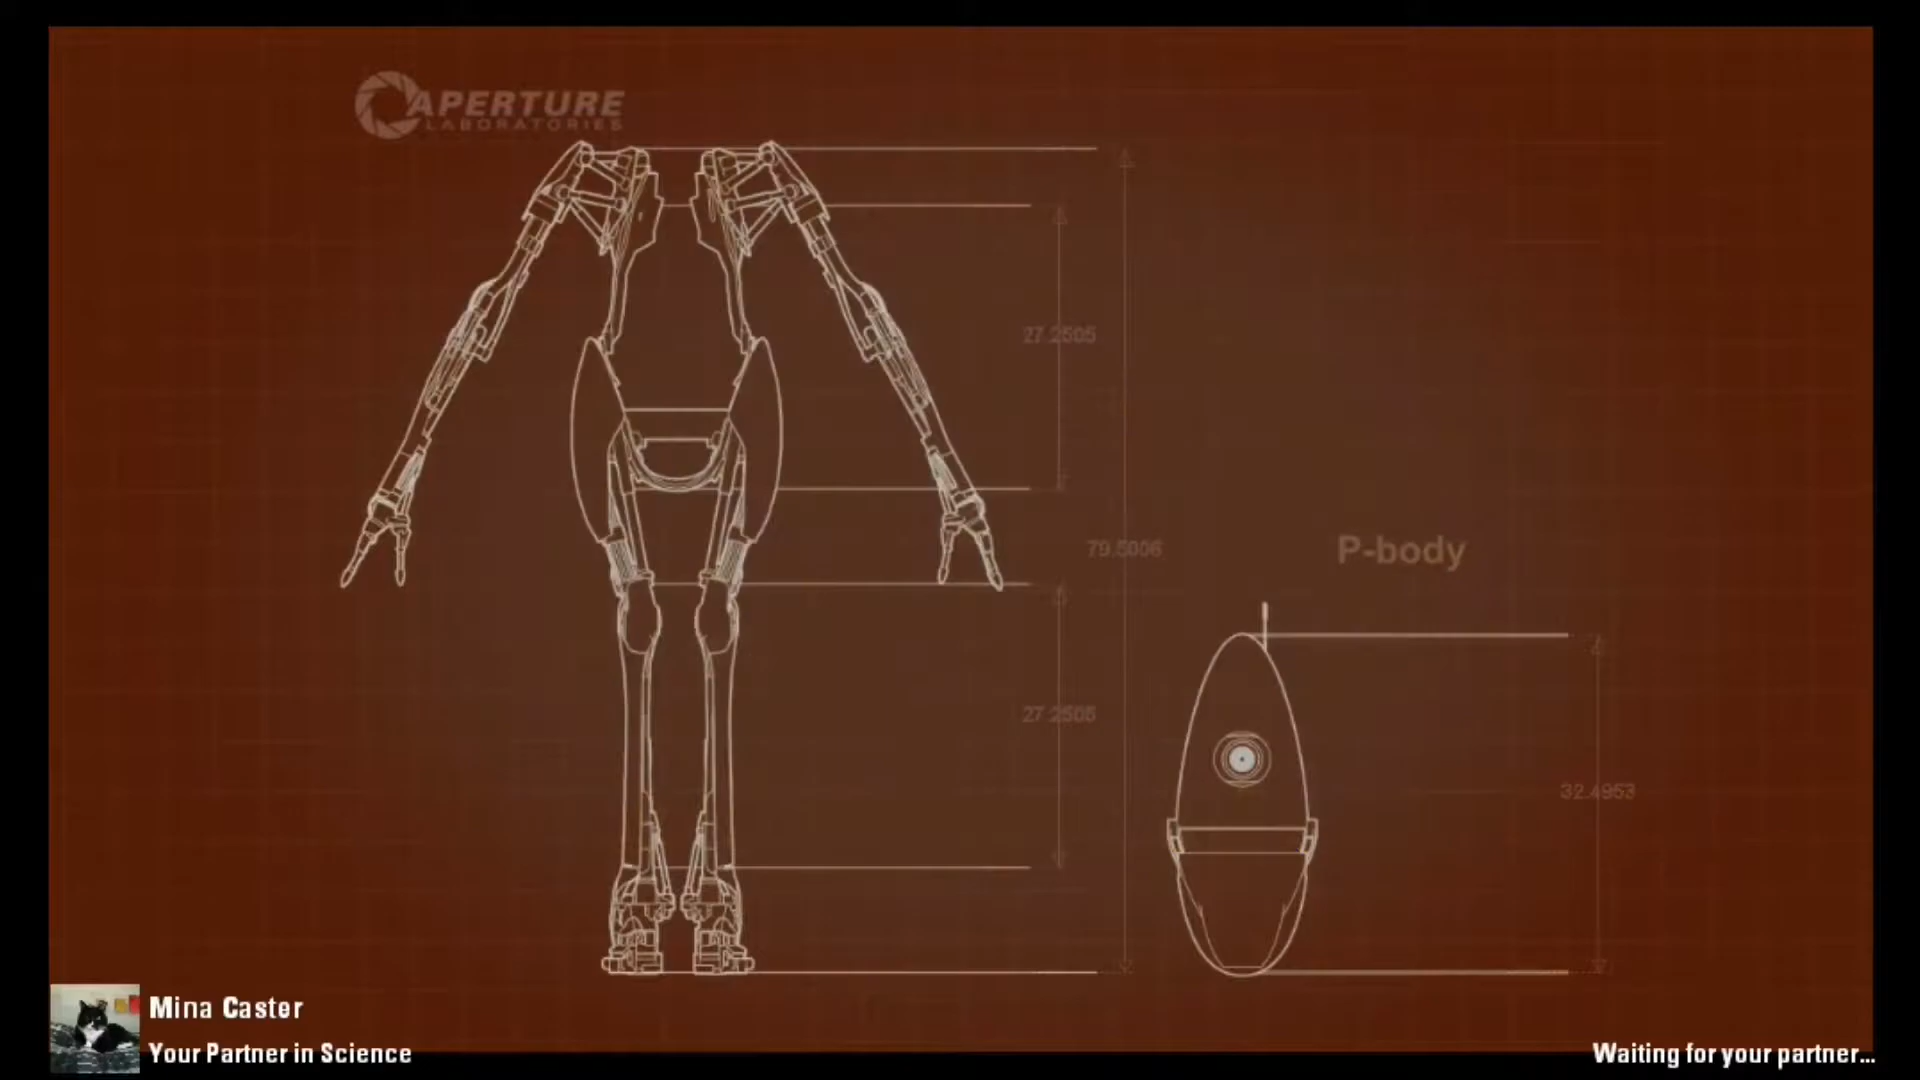 APERTURE
LABORATORIES
27.2505
79.5006
P-body
27.2505
32.4953
Mina Caster
Your Partner in Science
Waiting for your partner...